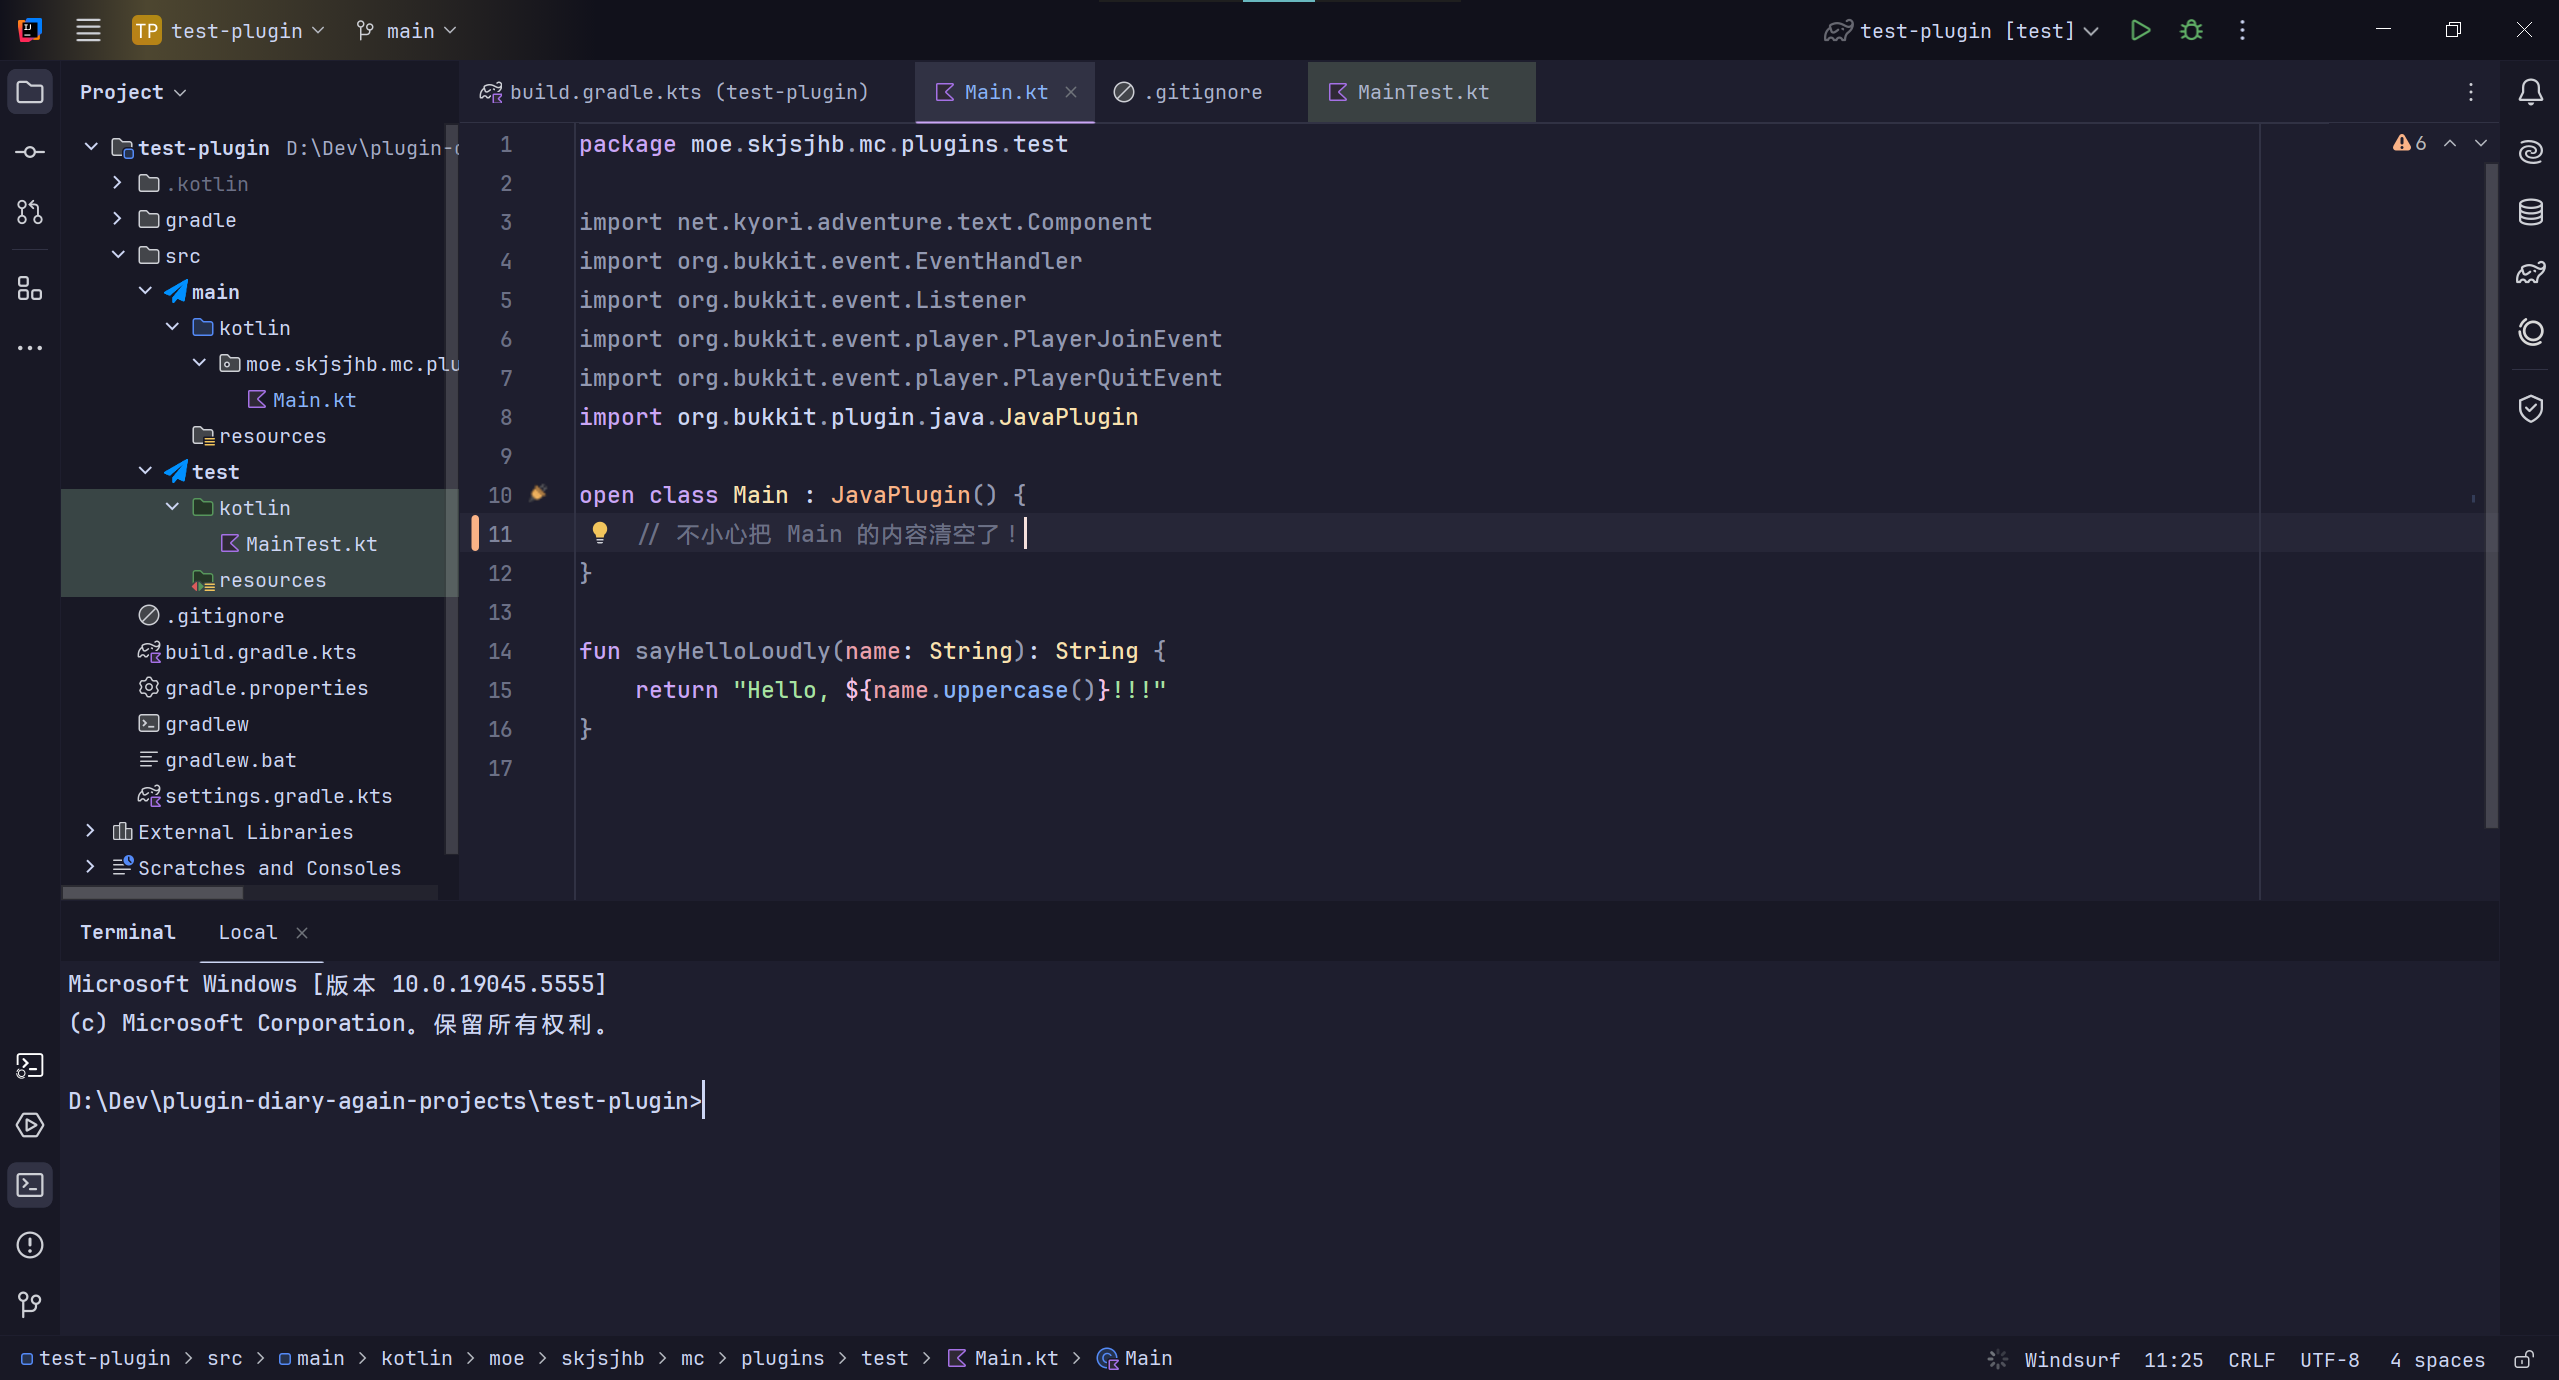 TP test-plugin main test-plugin [test]
Project
build.gradle.kts (test-plugin) Main.kt .gitignore MainTest.kt
test-plugin D:\Dev\plugin-
.kotlin
gradle
src
main
kotlin
moe.skjsjhb.mc.plu
Main.kt
resources
test
kotlin
MainTest.kt
resources
.gitignore
build.gradle.kts
gradle.properties
gradlew
gradlew.bat
settings.gradle.kts
External Libraries
Scratches and Consoles
6
1 package moe.skjsjhb.mc.plugins.test
2
3 import net.kyori.adventure.text.Component
4 import org.bukkit.event.EventHandler
5 import org.bukkit.event.Listener
6 import org.bukkit.event.player.PlayerJoinEvent
7 import org.bukkit.event.player.PlayerQuitEvent
8 import org.bukkit.plugin.java.JavaPlugin
9
10 open class Main : JavaPlugin() {
11 // 不小心把 Main 的内容清空了！
12 }
13
14 fun sayHelloLoudly(name: String): String {
15 return "Hello, ${name.uppercase()}!!!"
16 }
17
Terminal Local
Microsoft Windows [版本 10.0.19045.5555]
(c) Microsoft Corporation。保留所有权利。
D:\Dev\plugin-diary-again-projects\test-plugin>
test-plugin > src > main > kotlin > moe > skjsjhb > mc > plugins > test > Main.kt > Main
Windsurf 11:25 CRLF UTF-8 4 spaces